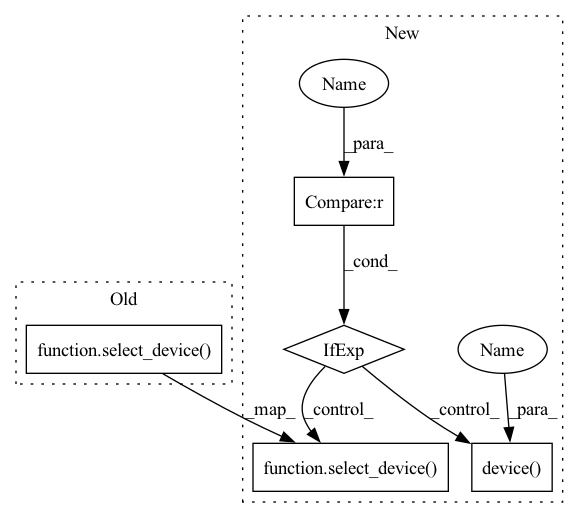 New
Name
_para_
Compare:r
_cond_
Old
function.select_device()
IfExp
Name
_map_
_control_
_control_
_para_
function.select_device()
device()